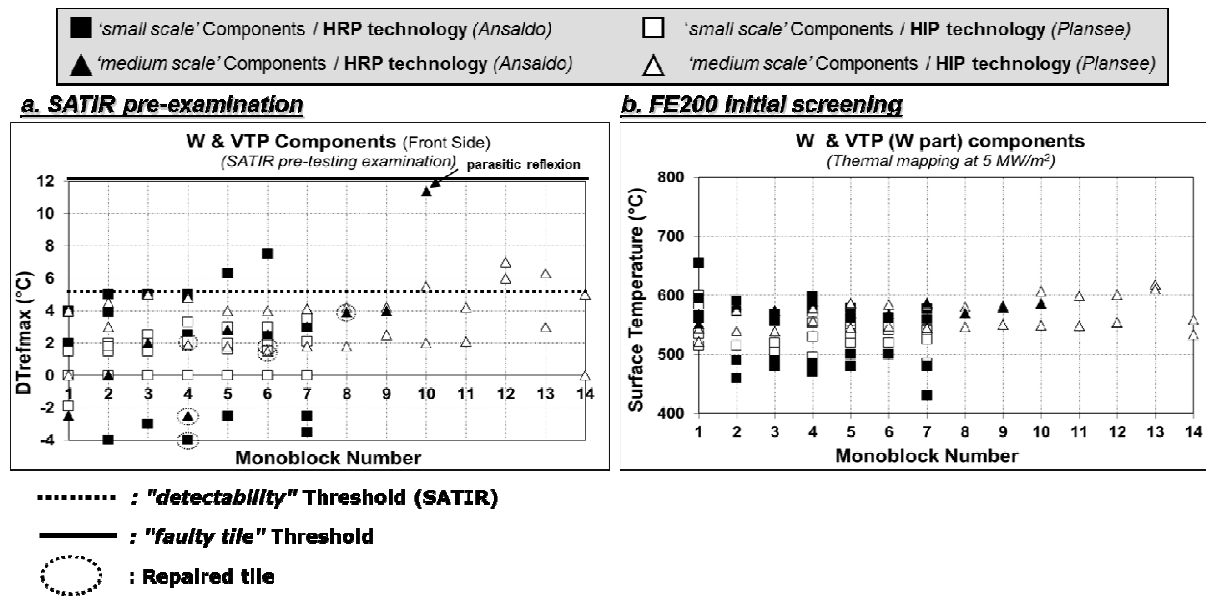 'small scale' Components / HRP technology (Ansaldo)
'small scale' Components / HIP technology (Plansee)
'medium scale' Components / HRP technology (Ansaldo)
'medium scale' Components / HIP technology (Plansee)
a. SATIR pre-examination
W & VTP Components (Front Side)
(SATIR pre-testing examination)
parasitic reflexion
DTrefmax (°C)
12
10
8
6
4
2
0
-2
-4
1 2 3 4 5 6 7 8 9 10 11 12 13 14
Monoblock Number
b. FE200 initial screening
W & VTP (W part) components
(Thermal mapping at 5 MW/m²)
Surface Temperature (°C)
800
700
600
500
400
1 2 3 4 5 6 7 8 9 10 11 12 13 14
Monoblock Number
: "detectability" Threshold (SATIR)
: "faulty tile" Threshold
: Repaired tile